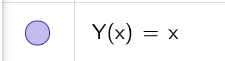 Y(x) = x